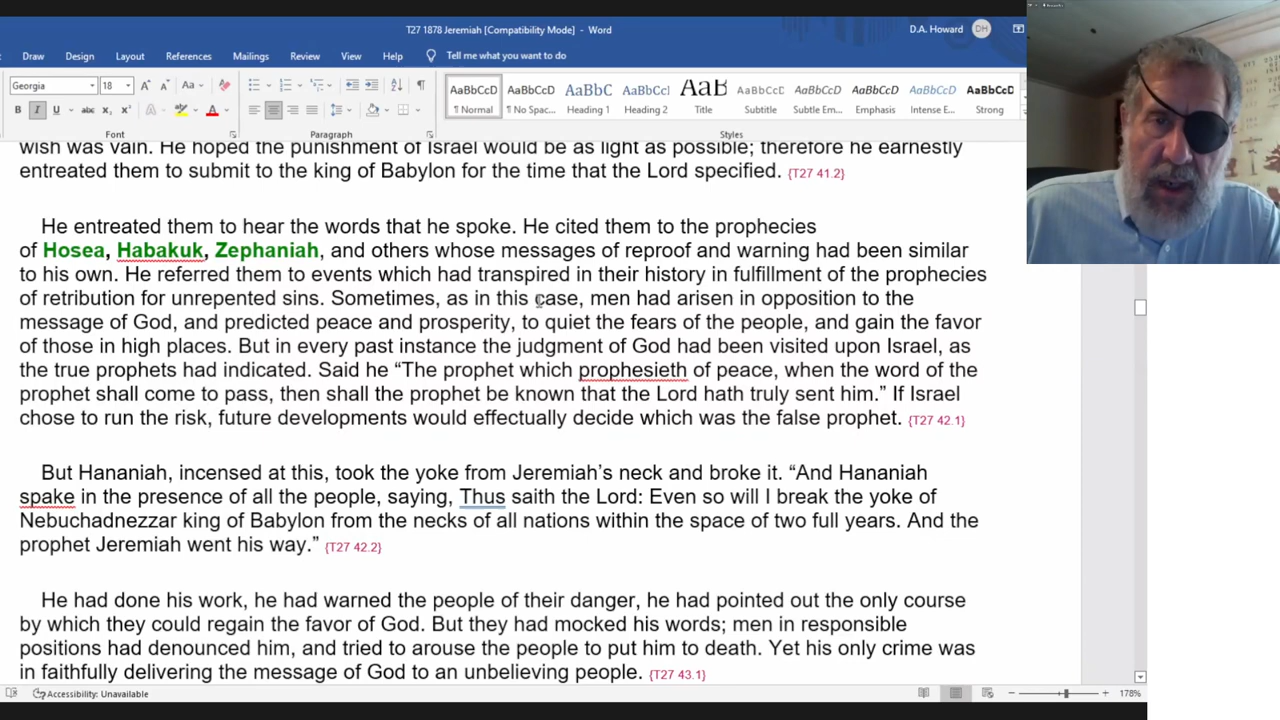 T27 1878 Jeremiah [Compatibility Mode] - Word
D.A. Howard DH
Draw Design Layout References Mailings Review View Help Tell me what you want to do
Georgia 18 Aa
B I U abc x₂ x² A A
AaBbCcD AaBbCcD AaBbC AaBbCcI AaB AaBbCcD AaBbCcD AaBbCcD AaBbCcD AaBbCcD
¶ Normal ¶ No Spac... Heading 1 Heading 2 Title Subtitle Subtle Em... Emphasis Intense E... Strong
Font Paragraph Styles
wish was vain. He hoped the punishment of Israel would be as light as possible; therefore he earnestly
entreated them to submit to the king of Babylon for the time that the Lord specified. {T27 41.2}
He entreated them to hear the words that he spoke. He cited them to the prophecies
of Hosea, Habakuk, Zephaniah, and others whose messages of reproof and warning had been similar
to his own. He referred them to events which had transpired in their history in fulfillment of the prophecies
of retribution for unrepented sins. Sometimes, as in this case, men had arisen in opposition to the
message of God, and predicted peace and prosperity, to quiet the fears of the people, and gain the favor
of those in high places. But in every past instance the judgment of God had been visited upon Israel, as
the true prophets had indicated. Said he “The prophet which prophesieth of peace, when the word of the
prophet shall come to pass, then shall the prophet be known that the Lord hath truly sent him.” If Israel
chose to run the risk, future developments would effectually decide which was the false prophet. {T27 42.1}
But Hananiah, incensed at this, took the yoke from Jeremiah’s neck and broke it. “And Hananiah
spake in the presence of all the people, saying, Thus saith the Lord: Even so will I break the yoke of
Nebuchadnezzar king of Babylon from the necks of all nations within the space of two full years. And the
prophet Jeremiah went his way.” {T27 42.2}
He had done his work, he had warned the people of their danger, he had pointed out the only course
by which they could regain the favor of God. But they had mocked his words; men in responsible
positions had denounced him, and tried to arouse the people to put him to death. Yet his only crime was
in faithfully delivering the message of God to an unbelieving people. {T27 43.1}
Accessibility: Unavailable 178%